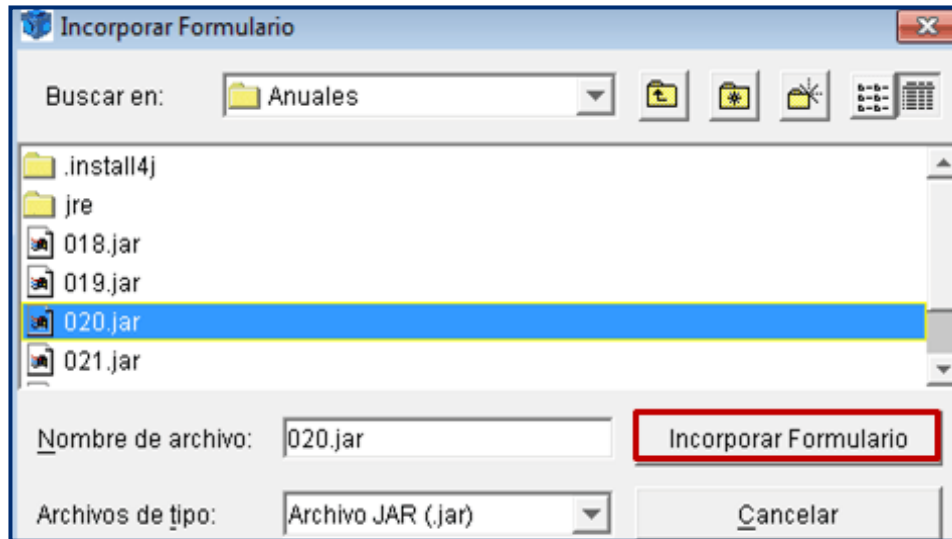 Incorporar Formulario
Buscar en: Anuales
.install4j
jre
018.jar
019.jar
020.jar
021.jar
Nombre de archivo: 020.jar Incorporar Formulario
Archivos de tipo: Archivo JAR (.jar) Cancelar